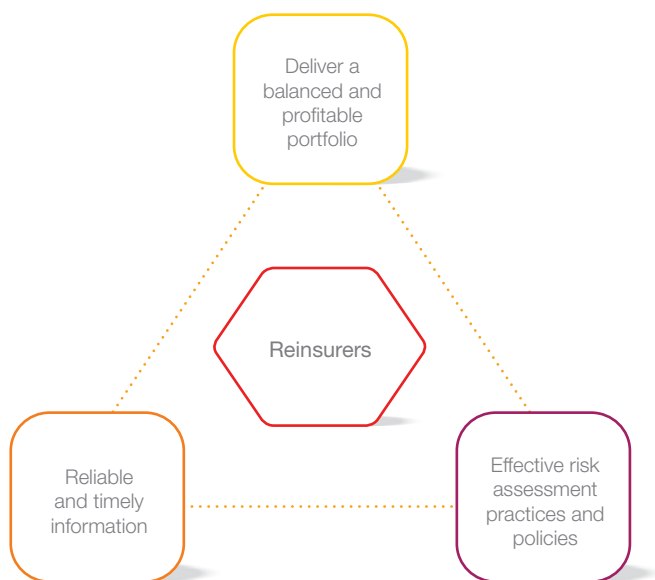 Deliver a
balanced and
profitable
portfolio
Reinsurers
Reliable
and timely
information
Effective risk
assessment
practices and
policies